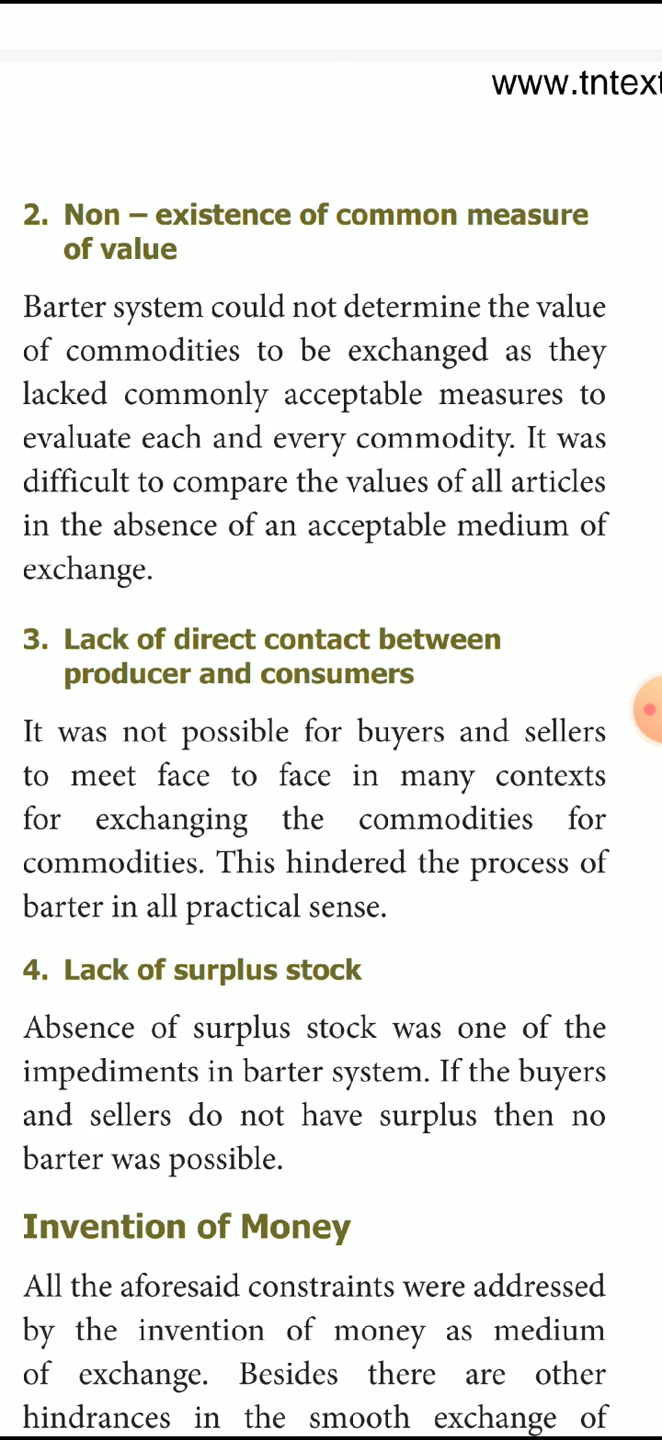 www.tntext
2. Non – existence of common measure
of value
Barter system could not determine the value
of commodities to be exchanged as they
lacked commonly acceptable measures to
evaluate each and every commodity. It was
difficult to compare the values of all articles
in the absence of an acceptable medium of
exchange.
3. Lack of direct contact between
producer and consumers
It was not possible for buyers and sellers
to meet face to face in many contexts
for exchanging the commodities for
commodities. This hindered the process of
barter in all practical sense.
4. Lack of surplus stock
Absence of surplus stock was one of the
impediments in barter system. If the buyers
and sellers do not have surplus then no
barter was possible.
Invention of Money
All the aforesaid constraints were addressed
by the invention of money as medium
of exchange. Besides there are other
hindrances in the smooth exchange of